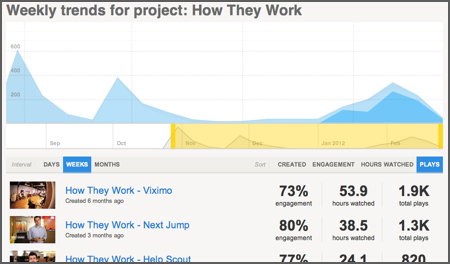 Weekly trends for project: How They Work
600
400
200
Sep
Oct
Nov
Dec
Jan 2013
Feb
Interval DAYS WEEKS MONTHS Sort CREATED ENGAGEMENT HOURS WATCHED PLAYS
How They Work - Viximo 73% 53.9 1.9K
Created 6 months ago engagement hours watched total plays
How They Work - Next Jump 80% 38.5 1.3K
Created 3 months ago engagement hours watched total plays
How They Work - Help Scout 77% 24.1 820